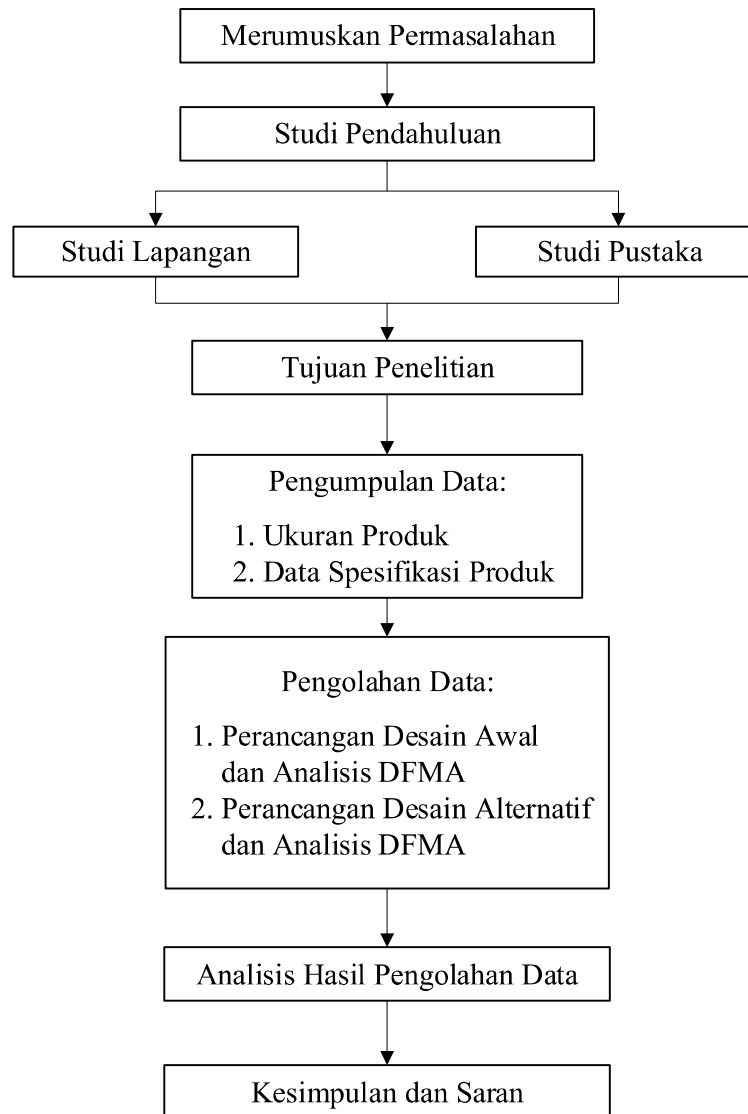 Merumuskan Permasalahan
Studi Pendahuluan
Studi Lapangan
Studi Pustaka
Tujuan Penelitian
Pengumpulan Data:
1. Ukuran Produk
2. Data Spesifikasi Produk
Pengolahan Data:
1. Perancangan Desain Awal
dan Analisis DFMA
2. Perancangan Desain Alternatif
dan Analisis DFMA
Analisis Hasil Pengolahan Data
Kesimpulan dan Saran